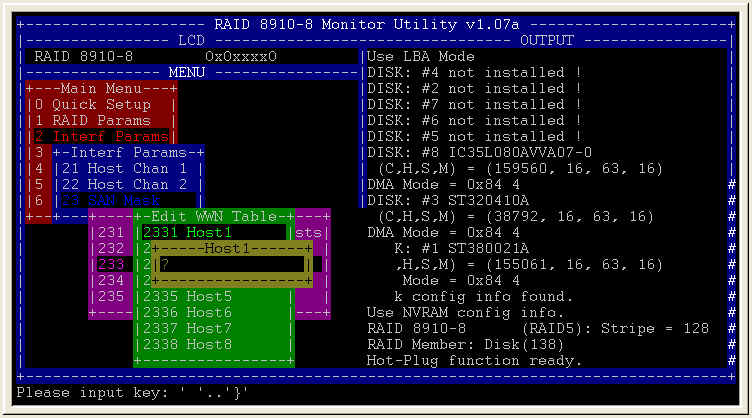 RAID 8910-8 Monitor Utility v1.07a
LCD OUTPUT
RAID 8910-8 OxOxxxxO Use LBA Mode
MENU DISK: #4 not installed !
Main Menu DISK: #2 not installed !
0 Quick Setup DISK: #7 not installed !
1 RAID Params DISK: #6 not installed !
2 Interf Params DISK: #5 not installed !
3 Interf Params DISK: #8 IC35L080AVVA07-0
4 21 Host Chan 1 (C,H,S,M) = (159560, 16, 63, 16)
5 22 Host Chan 2 DMA Mode = 0x84 4 #
6 23 SAN Mask DISK: #3 ST320410A #
Edit WWN Table (C,H,S,M) = (38792, 16, 63, 16) #
231 2331 Host1 sts DMA Mode = 0x84 4 #
232 2 Host1 K: #1 ST380021A #
233 2 ? ,H,S,M) = (155061, 16, 63, 16) #
234 2 Mode = 0x84 4 #
235 2335 Host5 k config info found. #
2336 Host6 Use NVRAM config info. #
2337 Host7 RAID 8910-8 (RAID5): Stripe = 128 #
2338 Host8 RAID Member: Disk(138) #
Hot-Plug function ready. #
Please input key: ' '..'}'